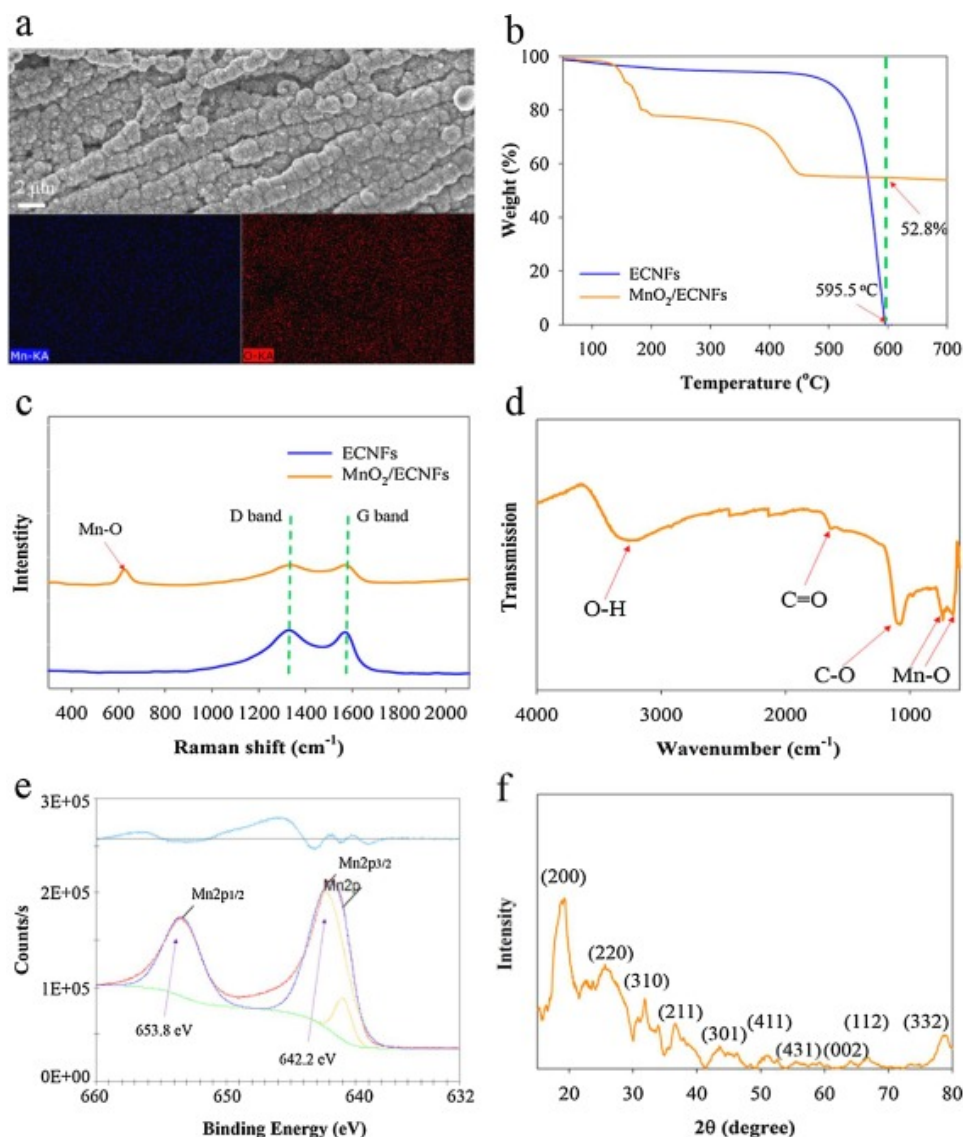 a
2 μm
Mn-KA
O-KA
b
Weight (%)
100
80
60
40
20
0
52.8%
ECNFs
MnO₂/ECNFs
595.5 °C
100 200 300 400 500 600 700
Temperature (°C)
c
Intenstity
ECNFs
MnO₂/ECNFs
Mn-O
D band
G band
400 600 800 1000 1200 1400 1600 1800 2000
Raman shift (cm⁻¹)
d
Transmission
O-H
C=O
C-O
Mn-O
4000 3000 2000 1000
Wavenumber (cm⁻¹)
e
Counts/s
3E+05
2E+05
1E+05
0E+00
Mn2p1/2
Mn2p3/2
Mn2p
653.8 eV
642.2 eV
660 650 640 632
Binding Energy (eV)
f
Intensity
(200)
(220)
(310)
(211)
(301)
(411)
(431)
(002)
(112)
(332)
20 30 40 50 60 70 80
2θ (degree)